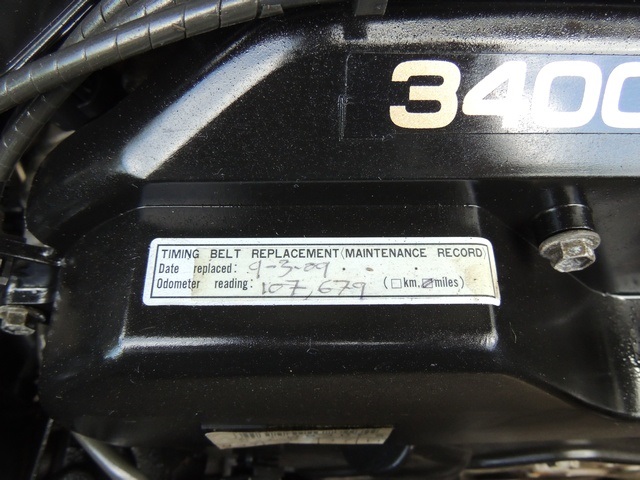 3400
TIMING BELT REPLACEMENT(MAINTENANCE RECORD)
Date replaced: 9-3-09
Odometer reading: 107,679 (□km.☑miles)